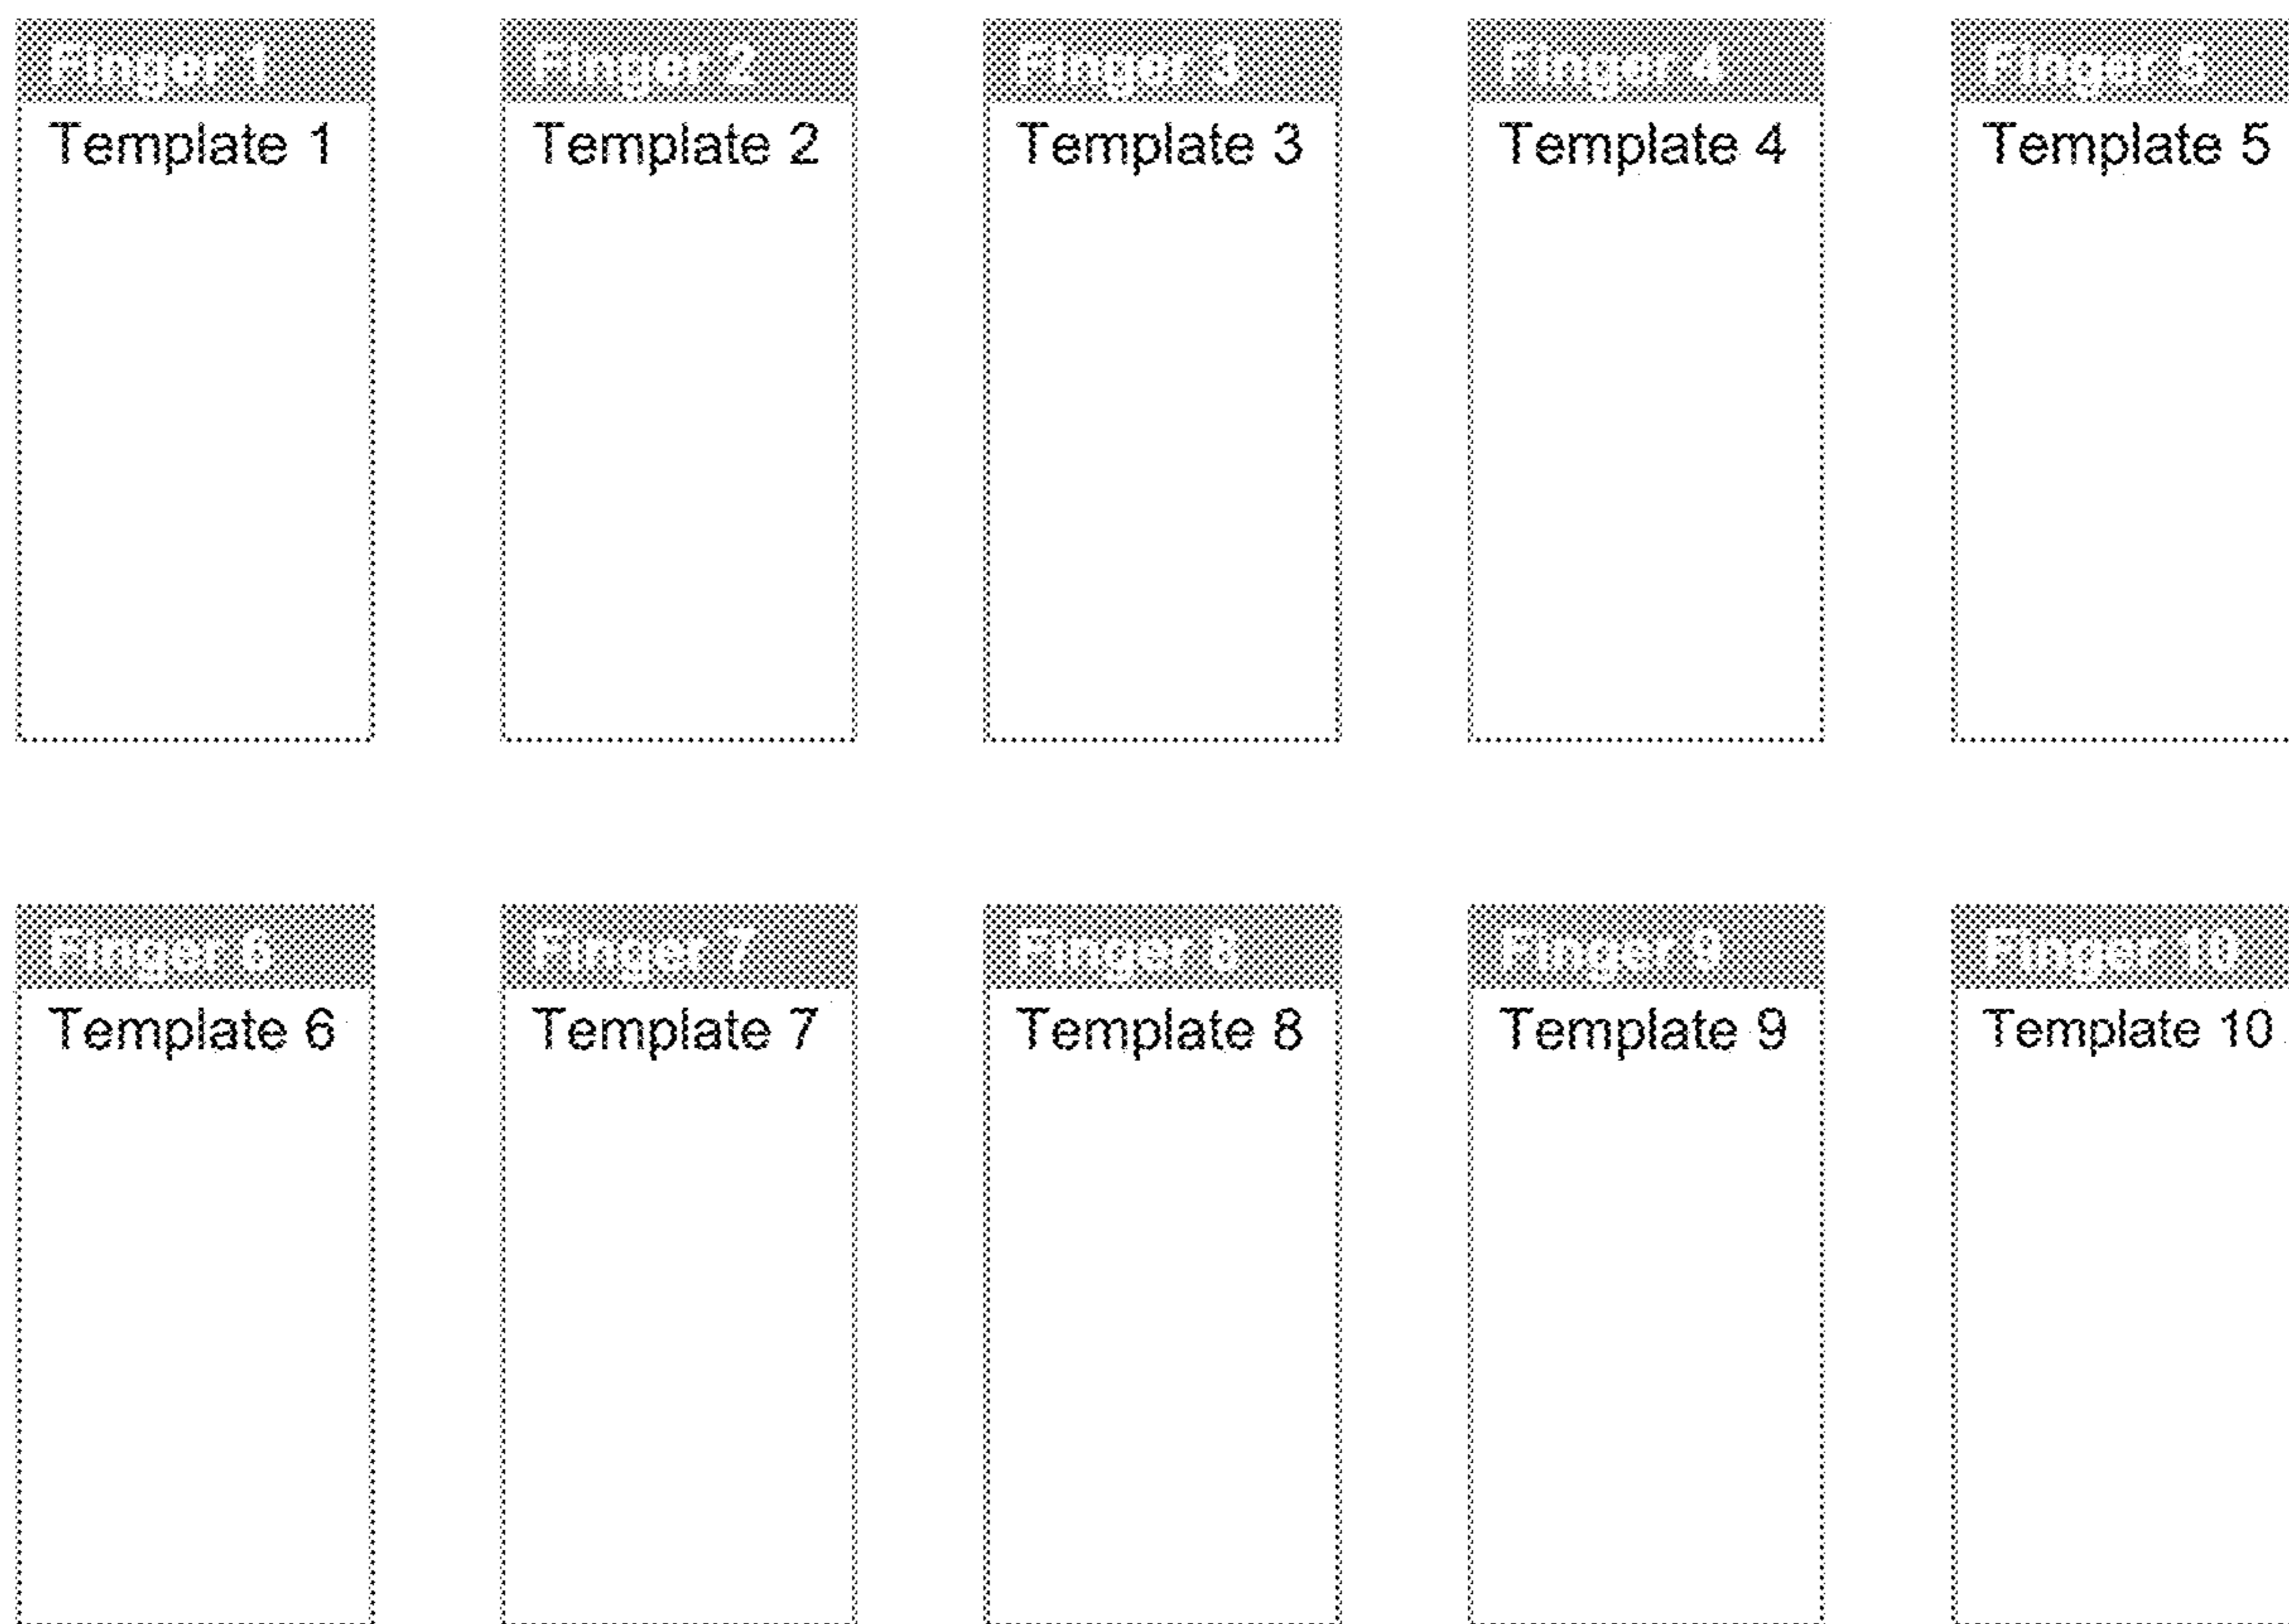 Finger 1
Template 1
Finger 2
Template 2
Finger 3
Template 3
Finger 4
Template 4
Finger 5
Template 5
Finger 6
Template 6
Finger 7
Template 7
Finger 8
Template 8
Finger 9
Template 9
Finger 10
Template 10